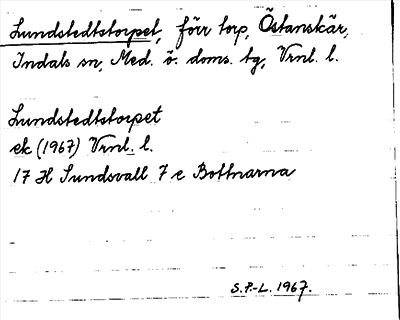 Lundstedtstorpet, förr torp, Östanskär,
Indals sn, Med. ö. doms. tg, Vrnl. l.
Lundstedtstorpet
ek (1967) Vrnl. l.
17 H Sundsvall 7 c Bottnarna
S.P.-L. 1967.